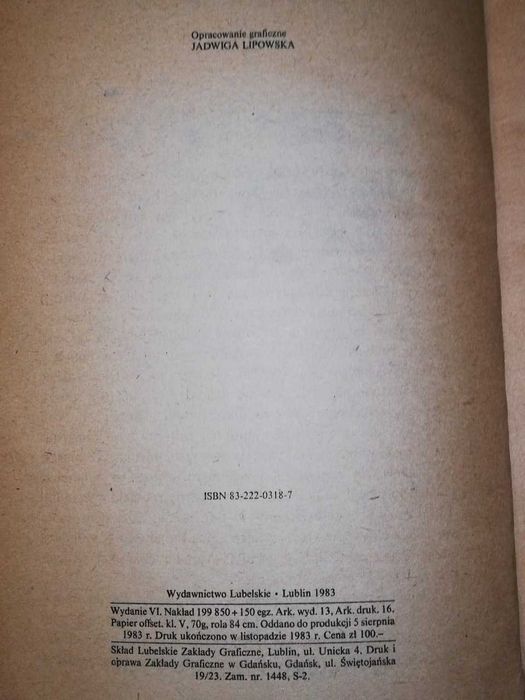 Opracowanie graficzne
JADWIGA LIPOWSKA
ISBN 83-222-0318-7
Wydawnictwo Lubelskie • Lublin 1983
Wydanie VI. Nakład 199 850 + 150 egz. Ark. wyd. 13, Ark. druk. 16.
Papier offset. kl. V, 70g, rola 84 cm. Oddano do produkcji 5 sierpnia
1983 r. Druk ukończono w listopadzie 1983 r. Cena zł 100.–
Skład Lubelskie Zakłady Graficzne, Lublin, ul. Unicka 4. Druk i
oprawa Zakłady Graficzne w Gdańsku, Gdańsk, ul. Świętojańska
19/23. Zam. nr. 1448, S-2.